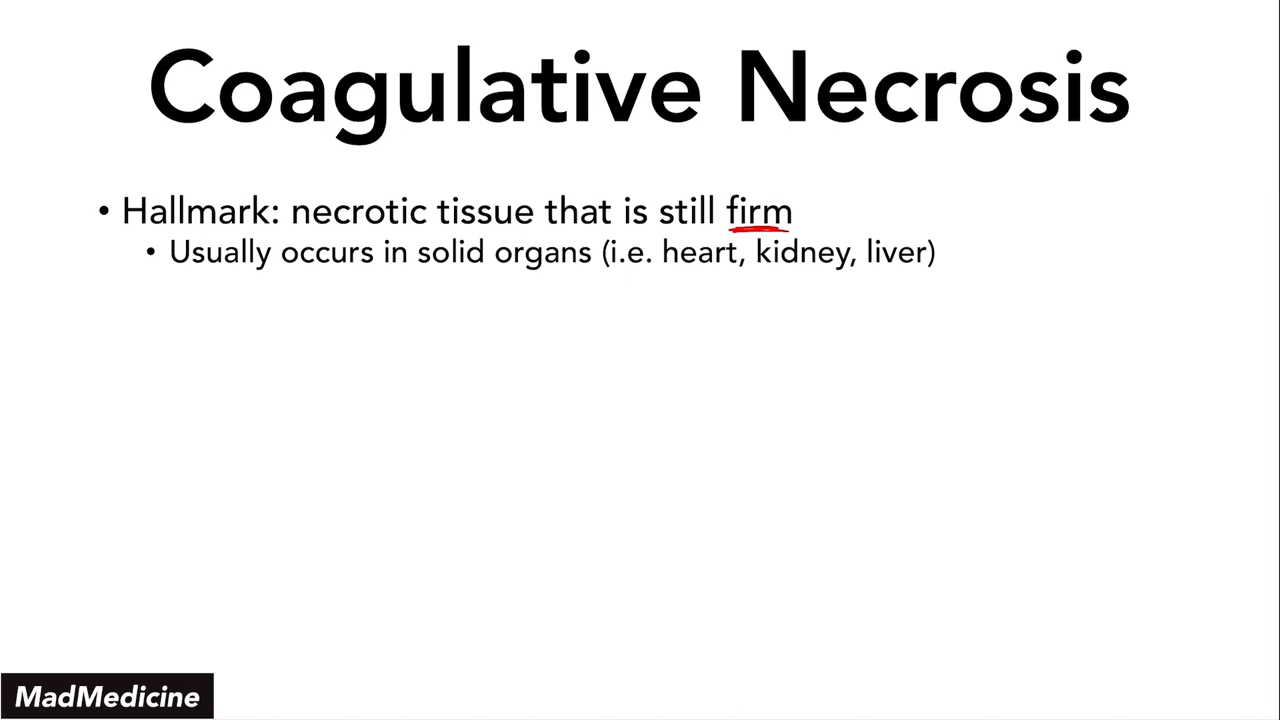 Coagulative Necrosis
• Hallmark: necrotic tissue that is still firm
• Usually occurs in solid organs (i.e. heart, kidney, liver)
MadMedicine